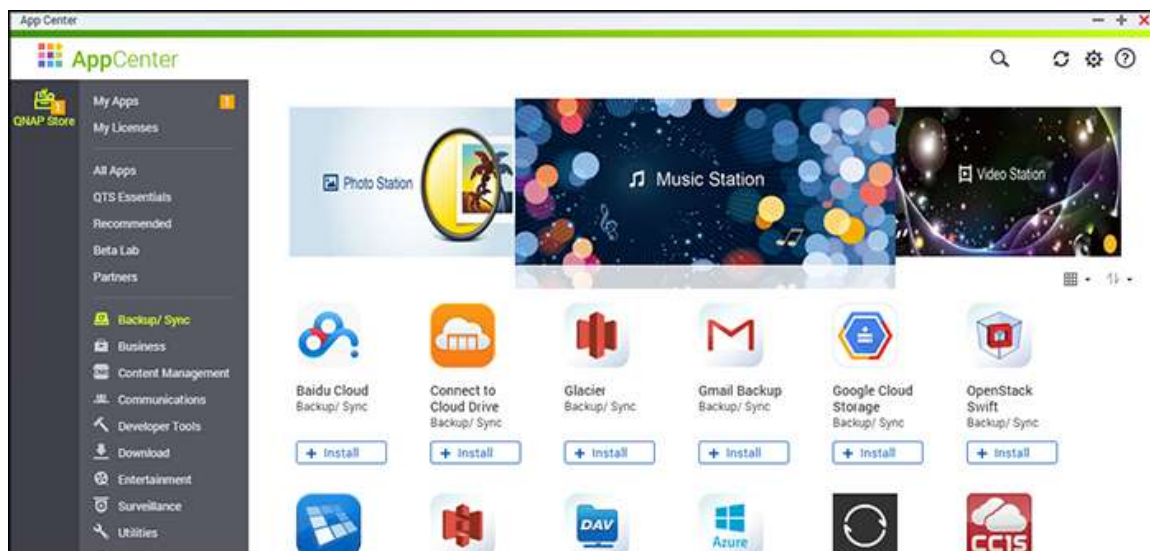 App Center
AppCenter
1
QNAP Store
My Apps
1
My Licenses
All Apps
QTS Essentials
Recommended
Beta Lab
Partners
Backup/ Sync
Business
Content Management
Communications
Developer Tools
Download
Entertainment
Surveillance
Utilities
Photo Station
Music Station
Video Station
Baidu Cloud
Backup/ Sync
+ Install
Connect to
Cloud Drive
Backup/ Sync
+ Install
Glacier
Backup/ Sync
+ Install
Gmail Backup
Backup/ Sync
+ Install
Google Cloud
Storage
Backup/ Sync
+ Install
OpenStack
Swift
Backup/ Sync
+ Install
DAV
Azure
CCIS